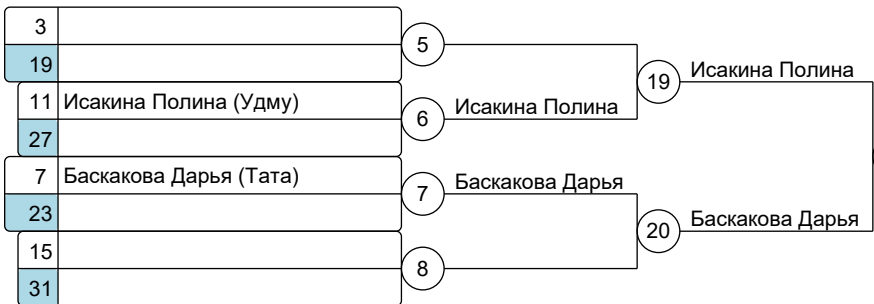 3
5
19
19 Исакина Полина
11 Исакина Полина (Удму)
6 Исакина Полина
27
7 Баскакова Дарья (Тата)
7 Баскакова Дарья
23
20 Баскакова Дарья
15
8
31